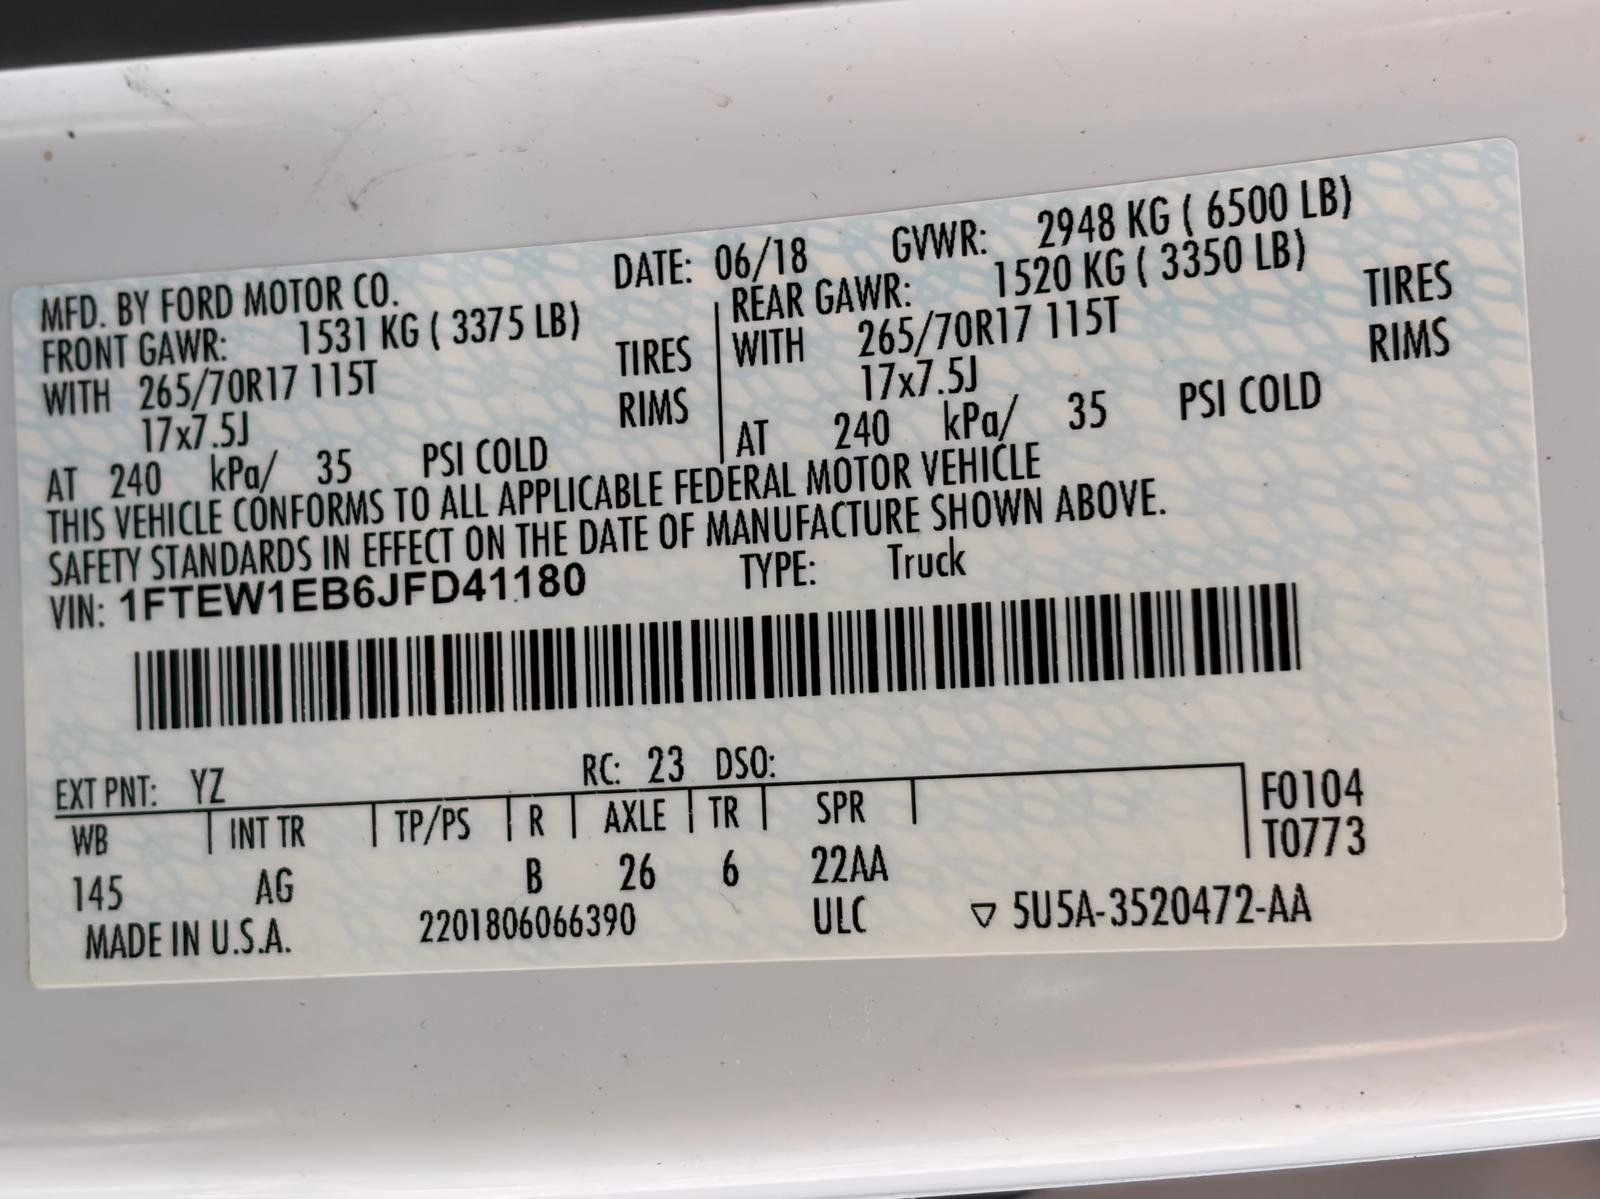 MFD. BY FORD MOTOR CO. DATE: 06/18 GVWR: 2948 KG ( 6500 LB)
FRONT GAWR: 1531 KG ( 3375 LB) REAR GAWR: 1520 KG ( 3350 LB)
WITH 265/70R17 115T TIRES WITH 265/70R17 115T TIRES
17x7.5J RIMS 17x7.5J RIMS
AT 240 kPa/ 35 PSI COLD AT 240 kPa/ 35 PSI COLD
THIS VEHICLE CONFORMS TO ALL APPLICABLE FEDERAL MOTOR VEHICLE
SAFETY STANDARDS IN EFFECT ON THE DATE OF MANUFACTURE SHOWN ABOVE.
VIN: 1FTEW1EB6JFD41180 TYPE: Truck
EXT PNT: YZ RC: 23 DSO:
WB INT TR TP/PS R AXLE TR SPR F0104
T0773
145 AG B 26 6 22AA
MADE IN U.S.A. 2201806066390 ULC ▽ 5U5A-3520472-AA